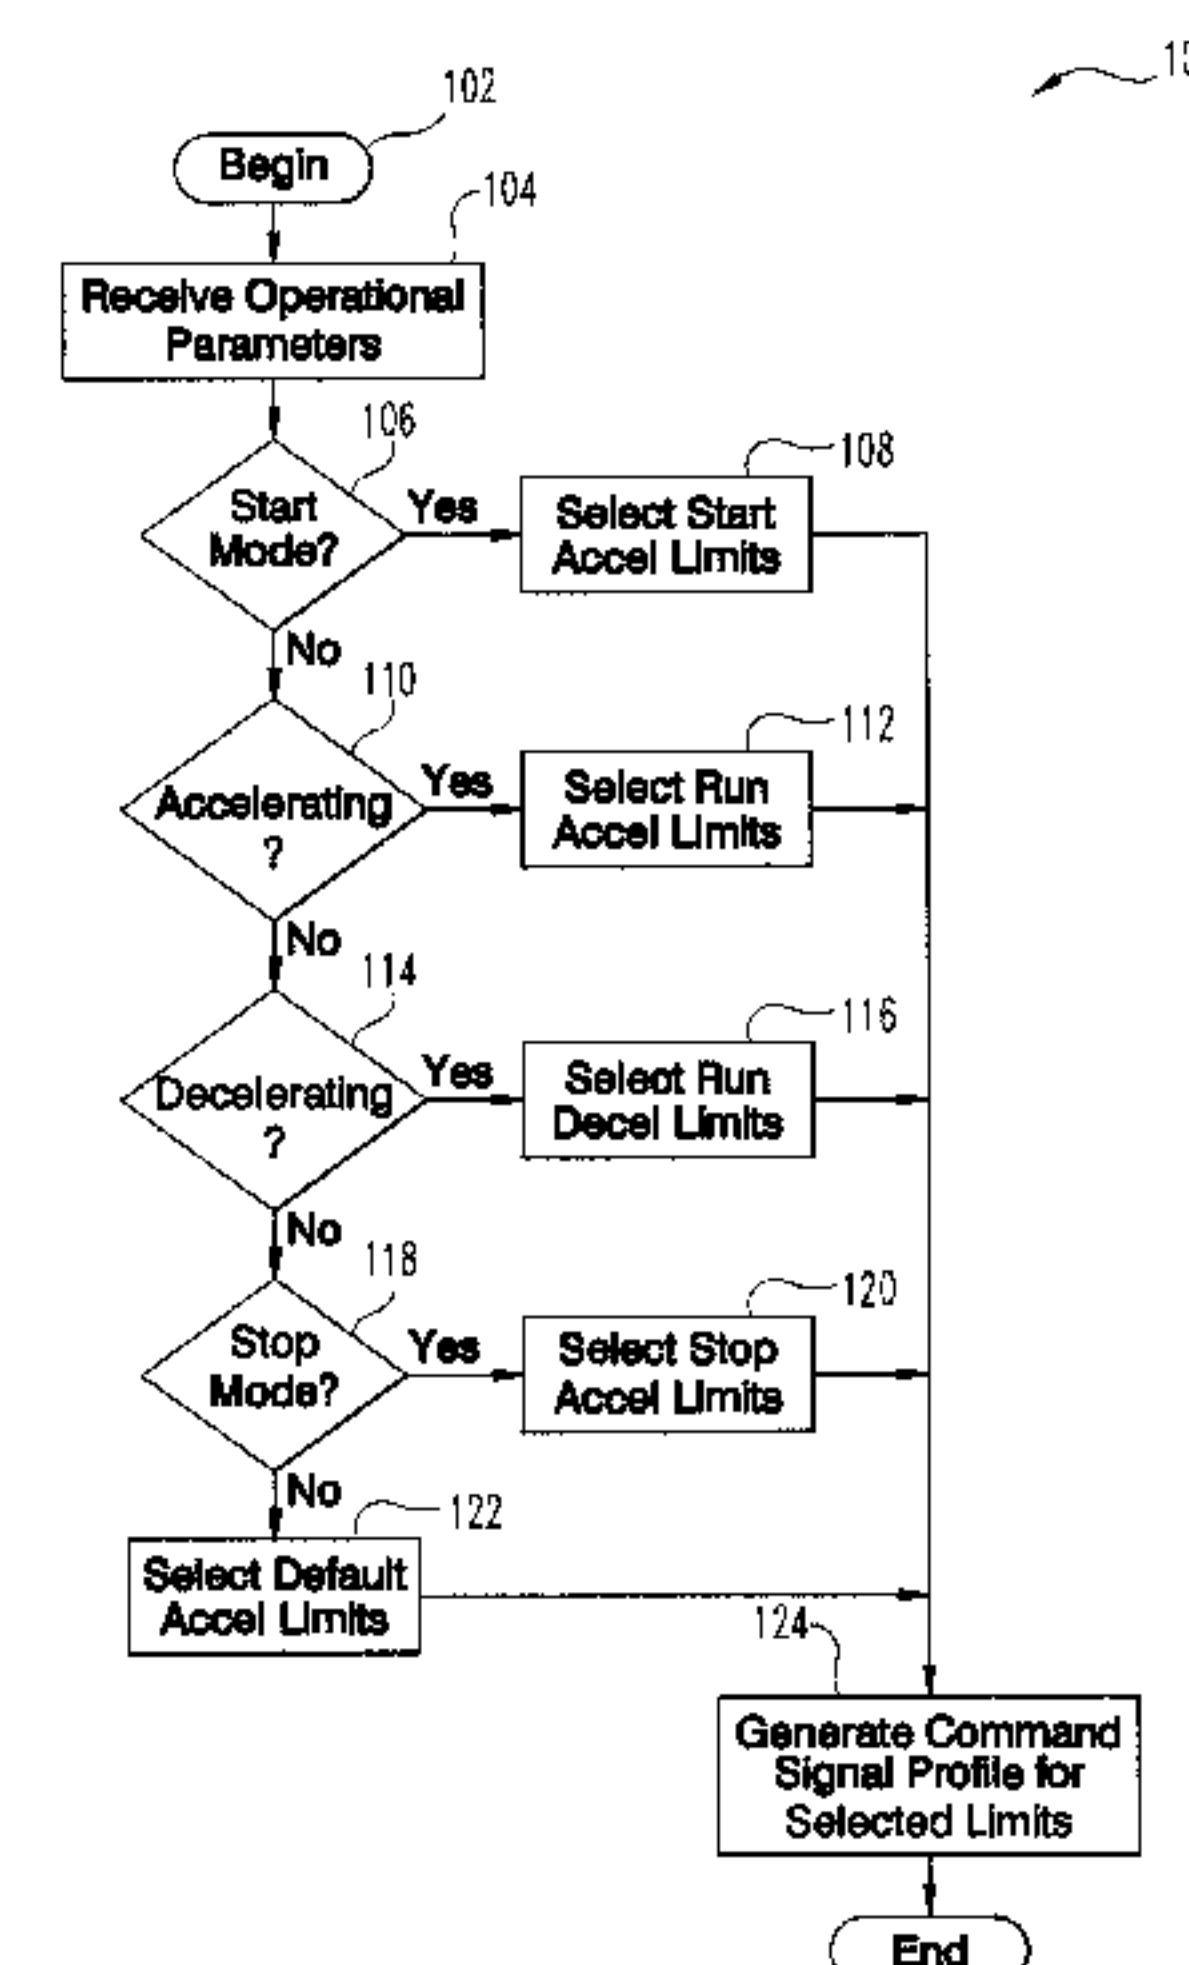 102
Begin
104
Receive Operational
Parameters
106
Start
Mode?
Yes
108
Select Start
Accel Limits
No
110
Accelerating
?
Yes
112
Select Run
Accel Limits
No
114
Decelerating
?
Yes
116
Select Run
Decel Limits
No
118
Stop
Mode?
Yes
120
Select Stop
Accel Limits
No
122
Select Default
Accel Limits
124
Generate Command
Signal Profile for
Selected Limits
End